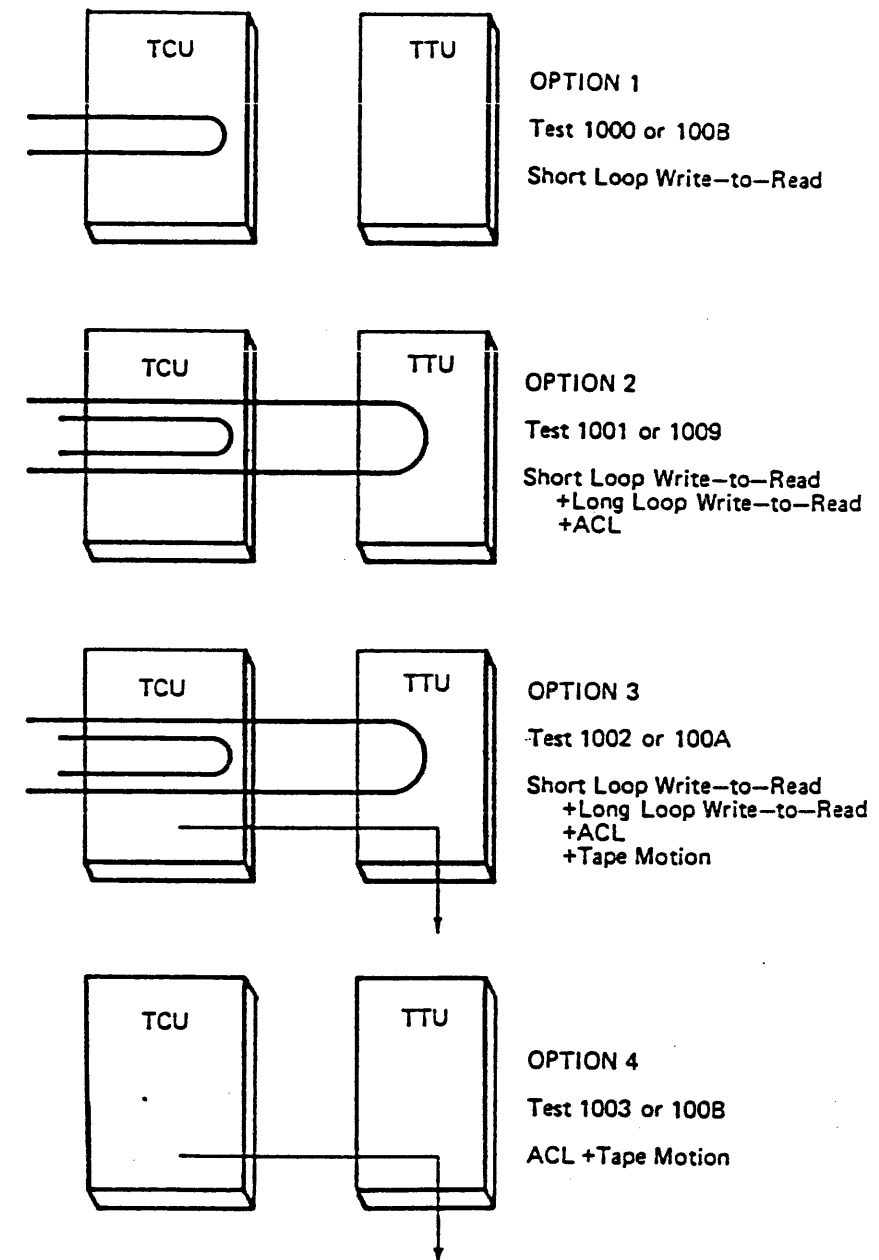 TCU
TTU
OPTION 1
Test 1000 or 100B
Short Loop Write—to—Read
TCU
TTU
OPTION 2
Test 1001 or 1009
Short Loop Write—to—Read
+Long Loop Write—to—Read
+ACL
TCU
TTU
OPTION 3
Test 1002 or 100A
Short Loop Write—to—Read
+Long Loop Write—to—Read
+ACL
+Tape Motion
TCU
TTU
OPTION 4
Test 1003 or 100B
ACL +Tape Motion